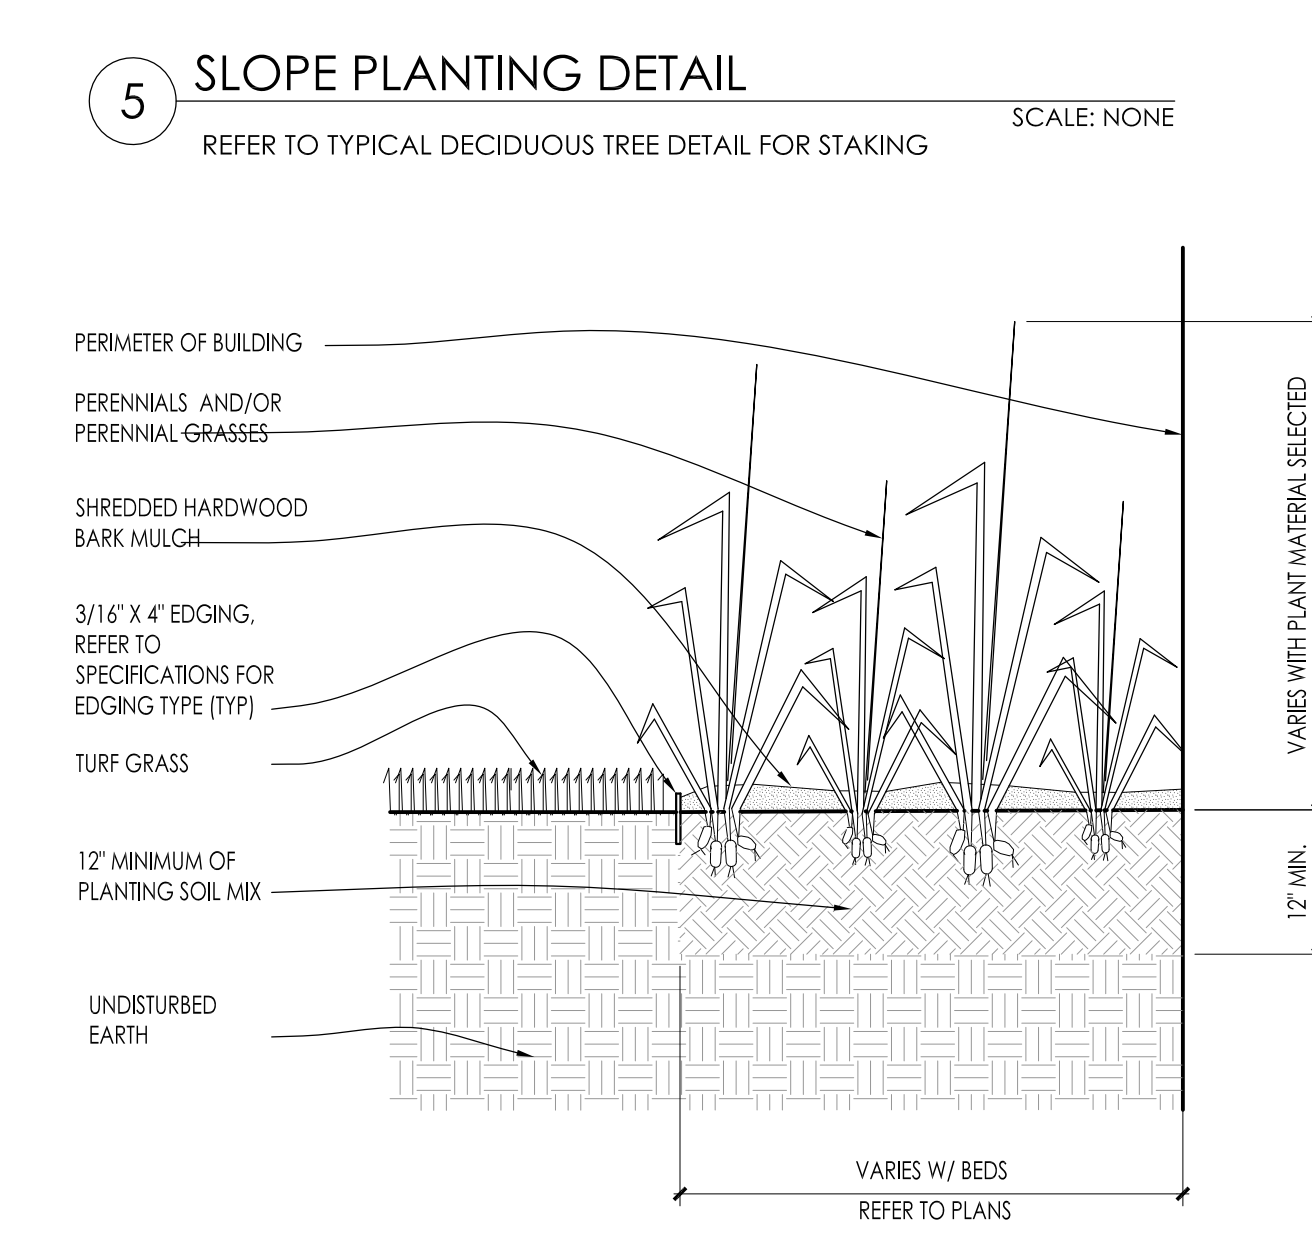 5
SLOPE PLANTING DETAIL
SCALE: NONE
REFER TO TYPICAL DECIDUOUS TREE DETAIL FOR STAKING
PERIMETER OF BUILDING
PERENNIALS AND/OR
PERENNIAL GRASSES
SHREDDED HARDWOOD
BARK MULCH
3/16" X 4" EDGING,
REFER TO
SPECIFICATIONS FOR
EDGING TYPE (TYP)
TURF GRASS
12" MINIMUM OF
PLANTING SOIL MIX
UNDISTURBED
EARTH
VARIES WITH PLANT MATERIAL SELECTED
12" MIN.
VARIES W/ BEDS
REFER TO PLANS